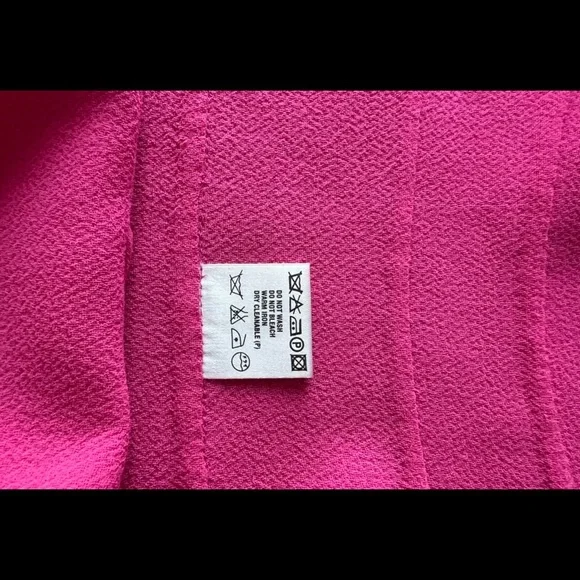 DO NOT WASH
DO NOT BLEACH
WARM IRON
DRY CLEANABLE (P)
P